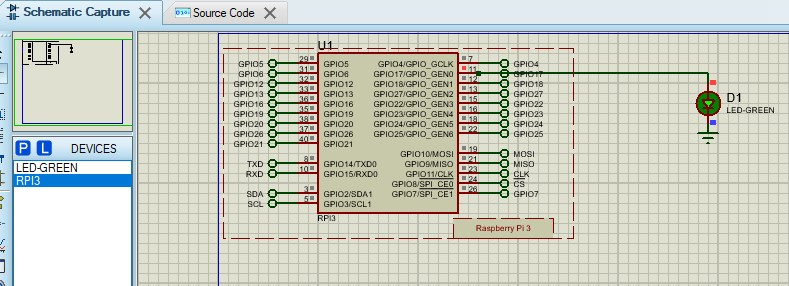 Schematic Capture
Source Code
P L DEVICES
LED-GREEN
RPI3
U1
GPIO5 29 GPIO5 GPIO4/GPIO_GCLK 7 GPIO4
GPIO6 31 GPIO6 GPIO17/GPIO_GEN0 11 GPIO17
GPIO12 32 GPIO12 GPIO18/GPIO_GEN1 12 GPIO18
GPIO13 33 GPIO13 GPIO27/GPIO_GEN2 13 GPIO27
GPIO16 36 GPIO16 GPIO22/GPIO_GEN3 15 GPIO22
GPIO19 35 GPIO19 GPIO23/GPIO_GEN4 16 GPIO23
GPIO20 38 GPIO20 GPIO24/GPIO_GEN5 18 GPIO24
GPIO26 37 GPIO26 GPIO25/GPIO_GEN6 22 GPIO25
GPIO21 40 GPIO21
GPIO10/MOSI 19 MOSI
TXD 8 GPIO14/TXD0 GPIO9/MISO 21 MISO
RXD 10 GPIO15/RXD0 GPIO11/CLK 23 CLK
GPIO8/SPI_CE0 24 CS
SDA 3 GPIO2/SDA1 GPIO7/SPI_CE1 26 GPIO7
SCL 5 GPIO3/SCL1
RPI3
Raspberry Pi 3
D1
LED-GREEN